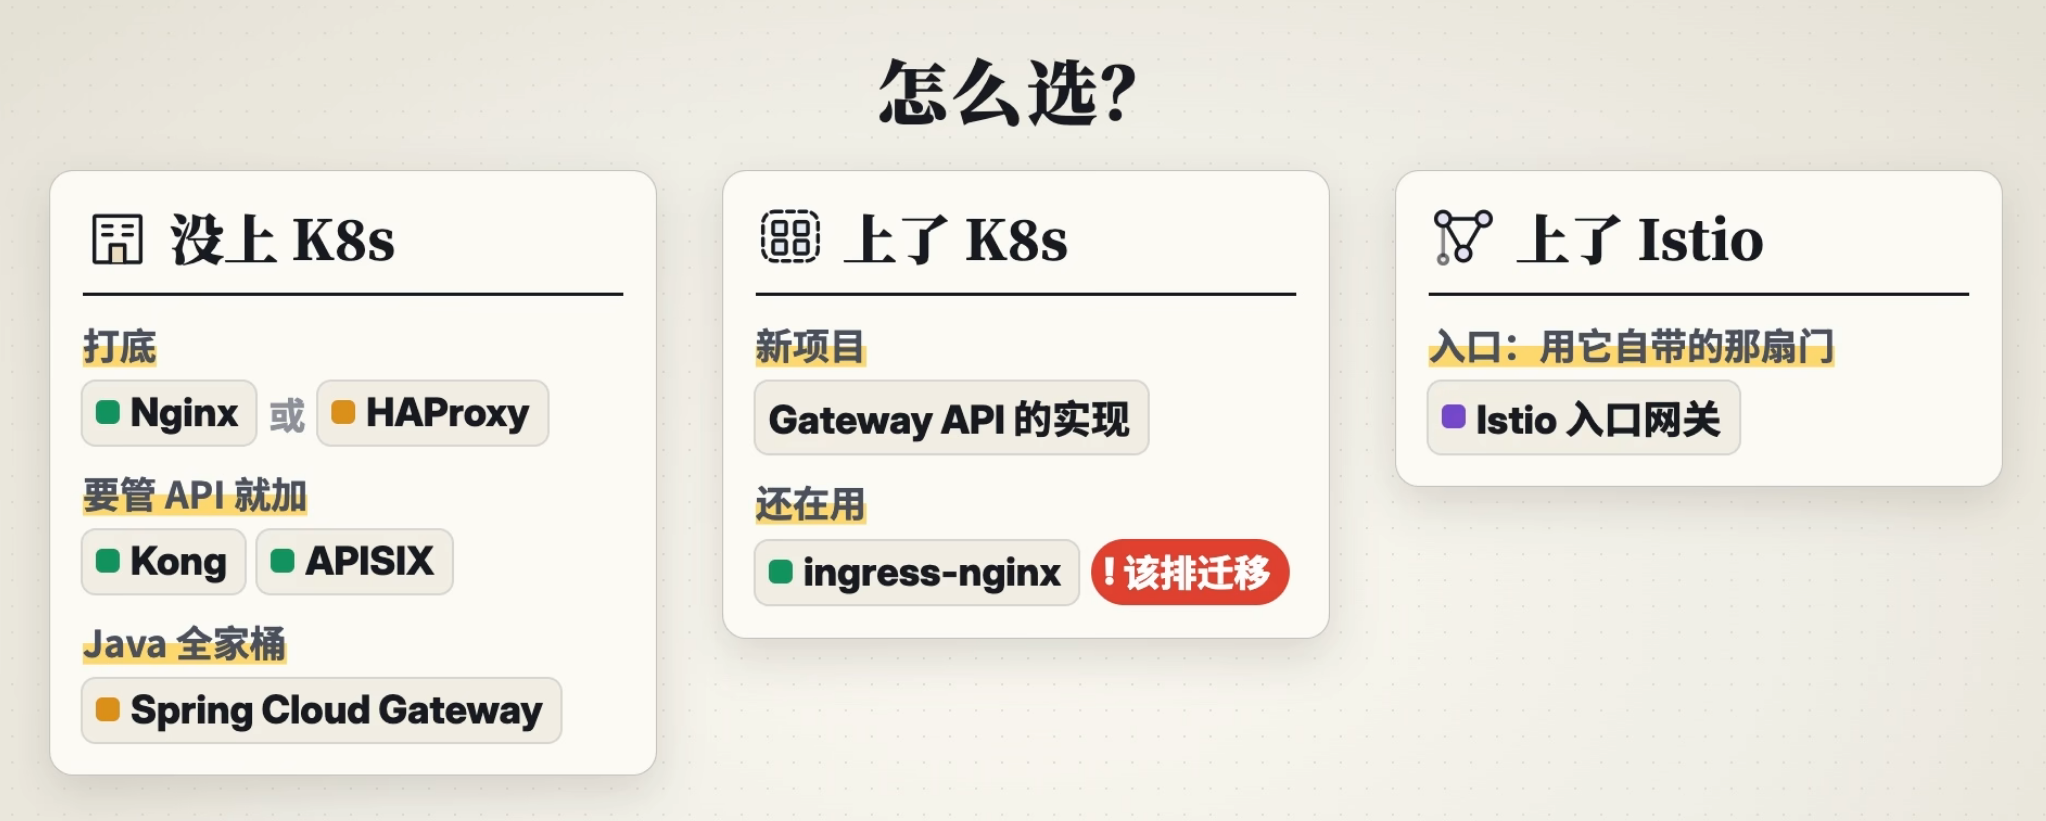 怎么选？
没上 K8s
打底
Nginx 或 HAProxy
要管 API 就加
Kong APISIX
Java 全家桶
Spring Cloud Gateway
上了 K8s
新项目
Gateway API 的实现
还在用
ingress-nginx ! 该排迁移
上了 Istio
入口：用它自带的那扇门
Istio 入口网关